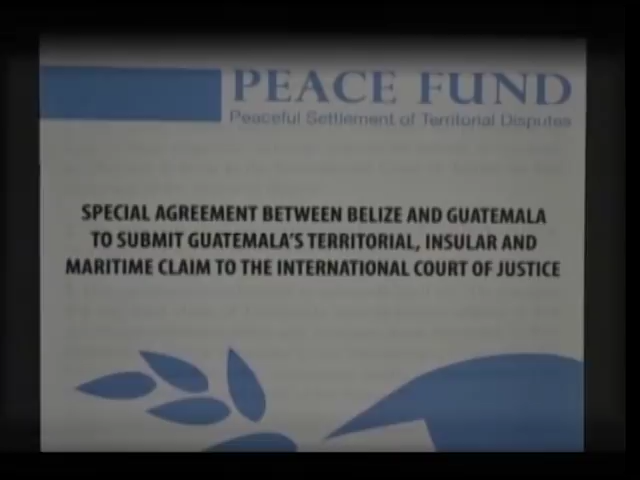 PEACE FUND
Peaceful Settlement of Territorial Disputes
SPECIAL AGREEMENT BETWEEN BELIZE AND GUATEMALA
TO SUBMIT GUATEMALA'S TERRITORIAL, INSULAR AND
MARITIME CLAIM TO THE INTERNATIONAL COURT OF JUSTICE